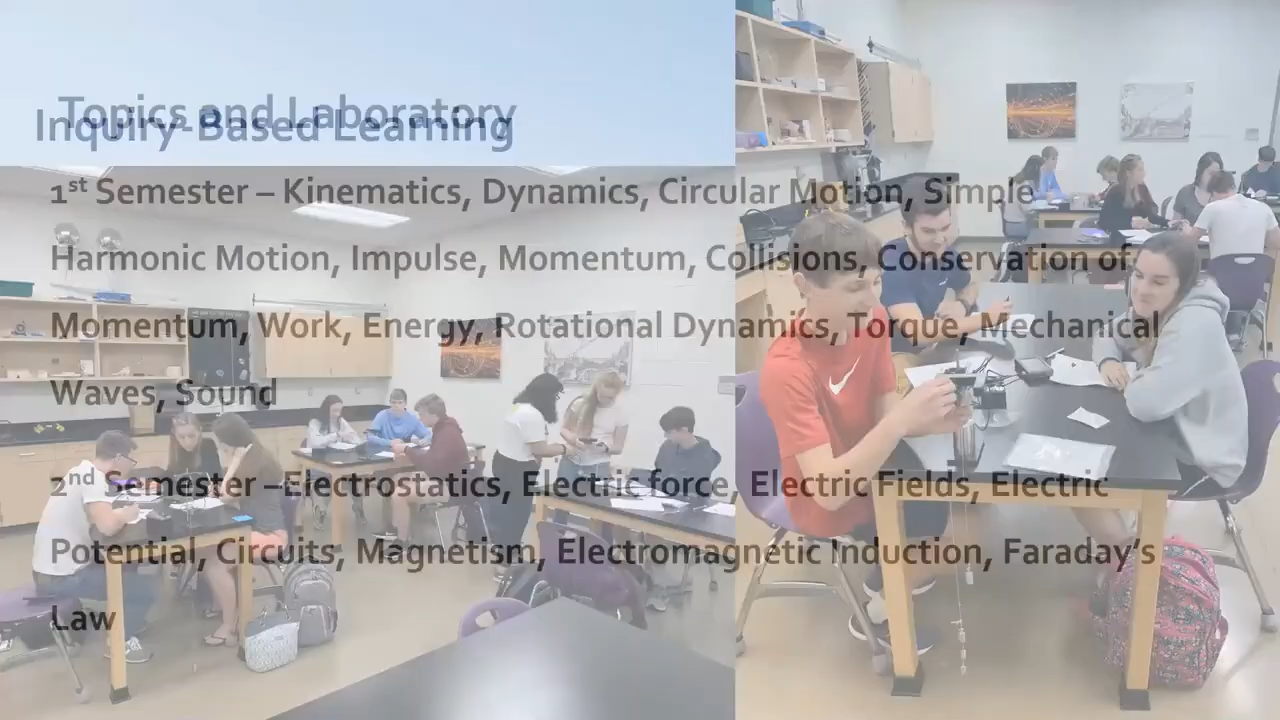 Topics and Laboratory
Inquiry-Based Learning
1st Semester – Kinematics, Dynamics, Circular Motion, Simple
Harmonic Motion, Impulse, Momentum, Collisions, Conservation of
Momentum, Work, Energy, Rotational Dynamics, Torque, Mechanical
Waves, Sound
2nd Semester –Electrostatics, Electric force, Electric Fields, Electric
Potential, Circuits, Magnetism, Electromagnetic Induction, Faraday's
Law